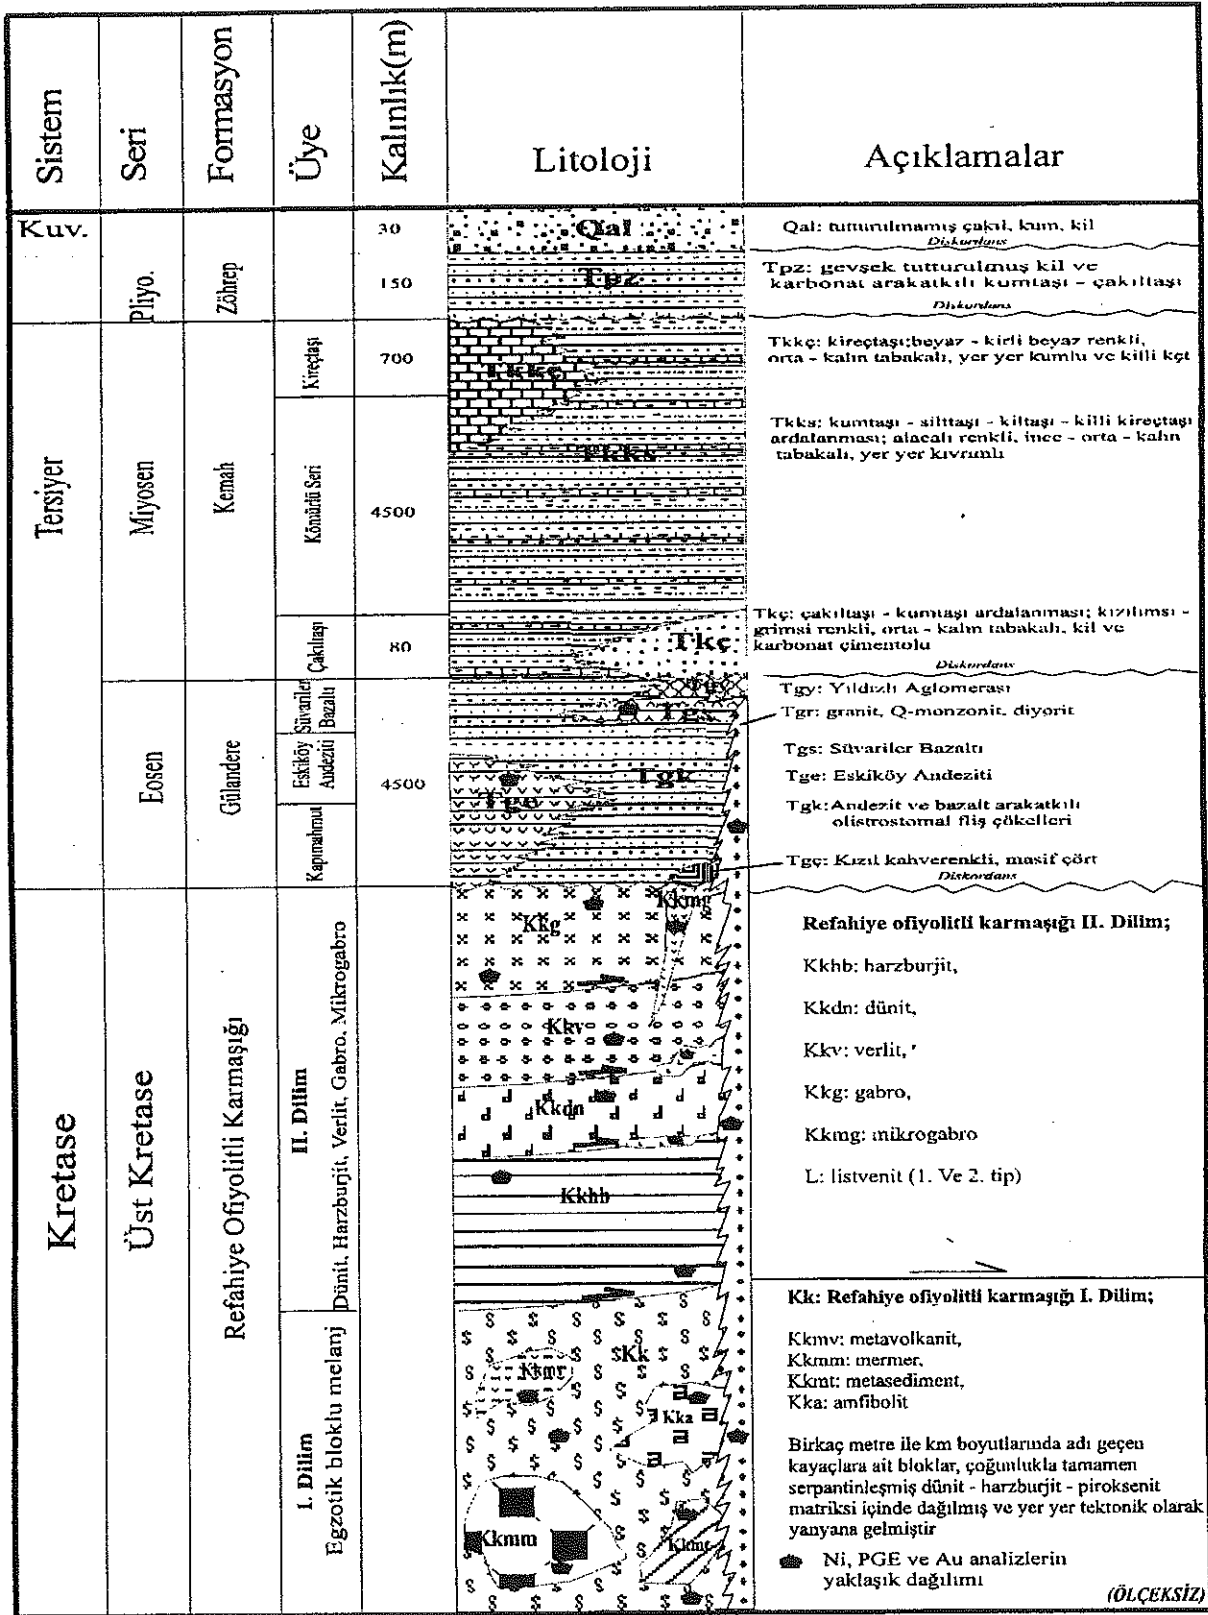 Sistem
Seri
Formasyon
Üye
Kalınlık(m)
Litoloji
Açıklamalar
Kuv.
30
Qal
Qal: tutturulmamış çakıl, kum, kil
Diskordans
Pliyo.
Zöhrep
150
Tpz
Tpz: gevşek tutturulmuş kil ve
karbonat arakatkılı kumtaşı - çakıltaşı
Diskordans
Tersiyer
Miyosen
Kemah
Kireçtaşı
700
Tkkç
Tkkç: kireçtaşı;beyaz - kirli beyaz renkli,
orta - kalın tabakalı, yer yer kumlu ve killi kçt
Kömürlü Seri
4500
Tkks
Tkks: kumtaşı - silttaşı - kiltaşı - killi kireçtaşı
ardalanması; alacalı renkli, ince - orta - kalın
tabakalı, yer yer kıvrımlı
Çakıltaşı
80
Tkç
Tkç: çakıltaşı - kumtaşı ardalanması; kızılımsı -
grimsi renkli, orta - kalın tabakalı, kil ve
karbonat çimentolu
Diskordans
Eosen
Gülandere
Süvariler
Bazaltı
Eskiköy
Andeziti
Kapımahmut
4500
Tgy
Tgs
Tgk
Tge
Tgy: Yıldızlı Aglomerası
Tgr: granit, Q-monzonit, diyorit
Tgs: Süvariler Bazaltı
Tge: Eskiköy Andeziti
Tgk:Andezit ve bazalt arakatkılı
olistrostomal fliş çökelleri
Tgç: Kızıl kahverenkli, masif çört
Diskordans
Kretase
Üst Kretase
Refahiye Ofiyolitli Karmaşığı
II. Dilim
Dünit, Harzburjit, Verlit, Gabro, Mikrogabro
Kkg
Kkmg
Kkv
Kkdn
Kkhb
Refahiye ofiyolitli karmaşığı II. Dilim;
Kkhb: harzburjit,
Kkdn: dünit,
Kkv: verlit,
Kkg: gabro,
Kkmg: mikrogabro
L: listvenit (1. Ve 2. tip)
I. Dilim
Egzotik bloklu melanj
Kk
Kka
Kkmm
Kkmt
Kk: Refahiye ofiyolitli karmaşığı I. Dilim;
Kkmv: metavolkanit,
Kkmm: mermer,
Kkmt: metasediment,
Kka: amfibolit
Birkaç metre ile km boyutlarında adı geçen
kayaçlara ait bloklar, çoğunlukla tamamen
serpantinleşmiş dünit - harzburjit - piroksenit
matriksi içinde dağılmış ve yer yer tektonik olarak
yanyana gelmiştir
Ni, PGE ve Au analizlerin
yaklaşık dağılımı
(ÖLÇEKSİZ)